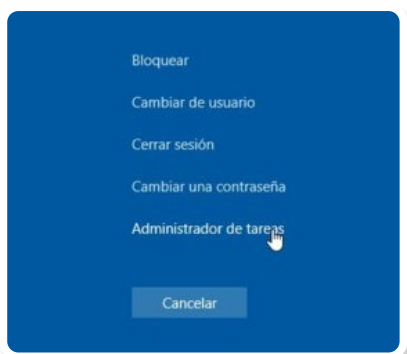 Bloquear
Cambiar de usuario
Cerrar sesión
Cambiar una contraseña
Administrador de tareas
Cancelar